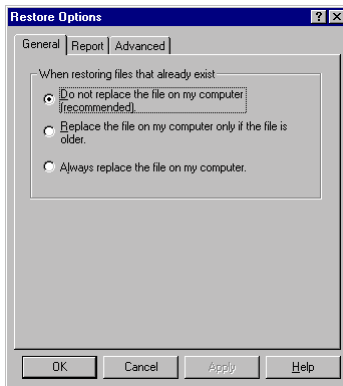 Restore Options
General Report Advanced
When restoring files that already exist
Do not replace the file on my computer
(recommended).
Replace the file on my computer only if the file is
older.
Always replace the file on my computer.
OK Cancel Apply Help